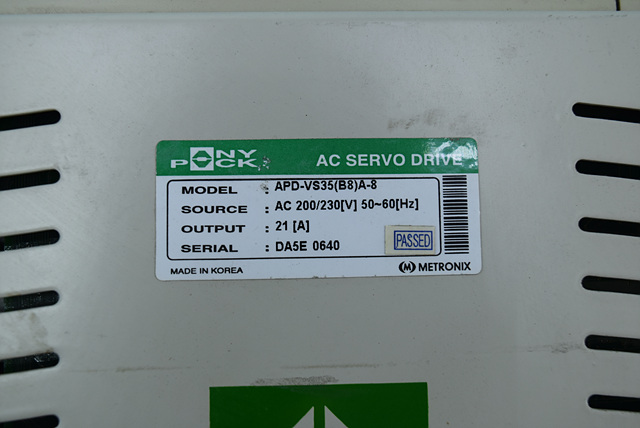 PONY POCK AC SERVO DRIVE
MODEL : APD-VS35(B8)A-8
SOURCE : AC 200/230[V] 50~60[Hz]
OUTPUT : 21 [A]
SERIAL : DA5E 0640
PASSED
MADE IN KOREA
METRONIX